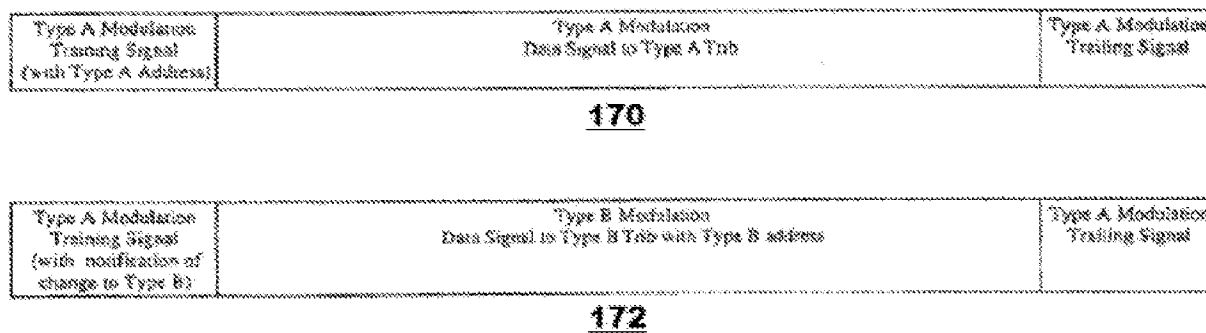 Type A Modulation
Training Signal
(with Type A Address)
Type A Modulation
Data Signal to Type A Trib
Type A Modulation
Trailing Signal
170
Type A Modulation
Training Signal
(with notification of
change to Type B)
Type B Modulation
Data Signal to Type B Trib with Type B address
Type A Modulation
Trailing Signal
172